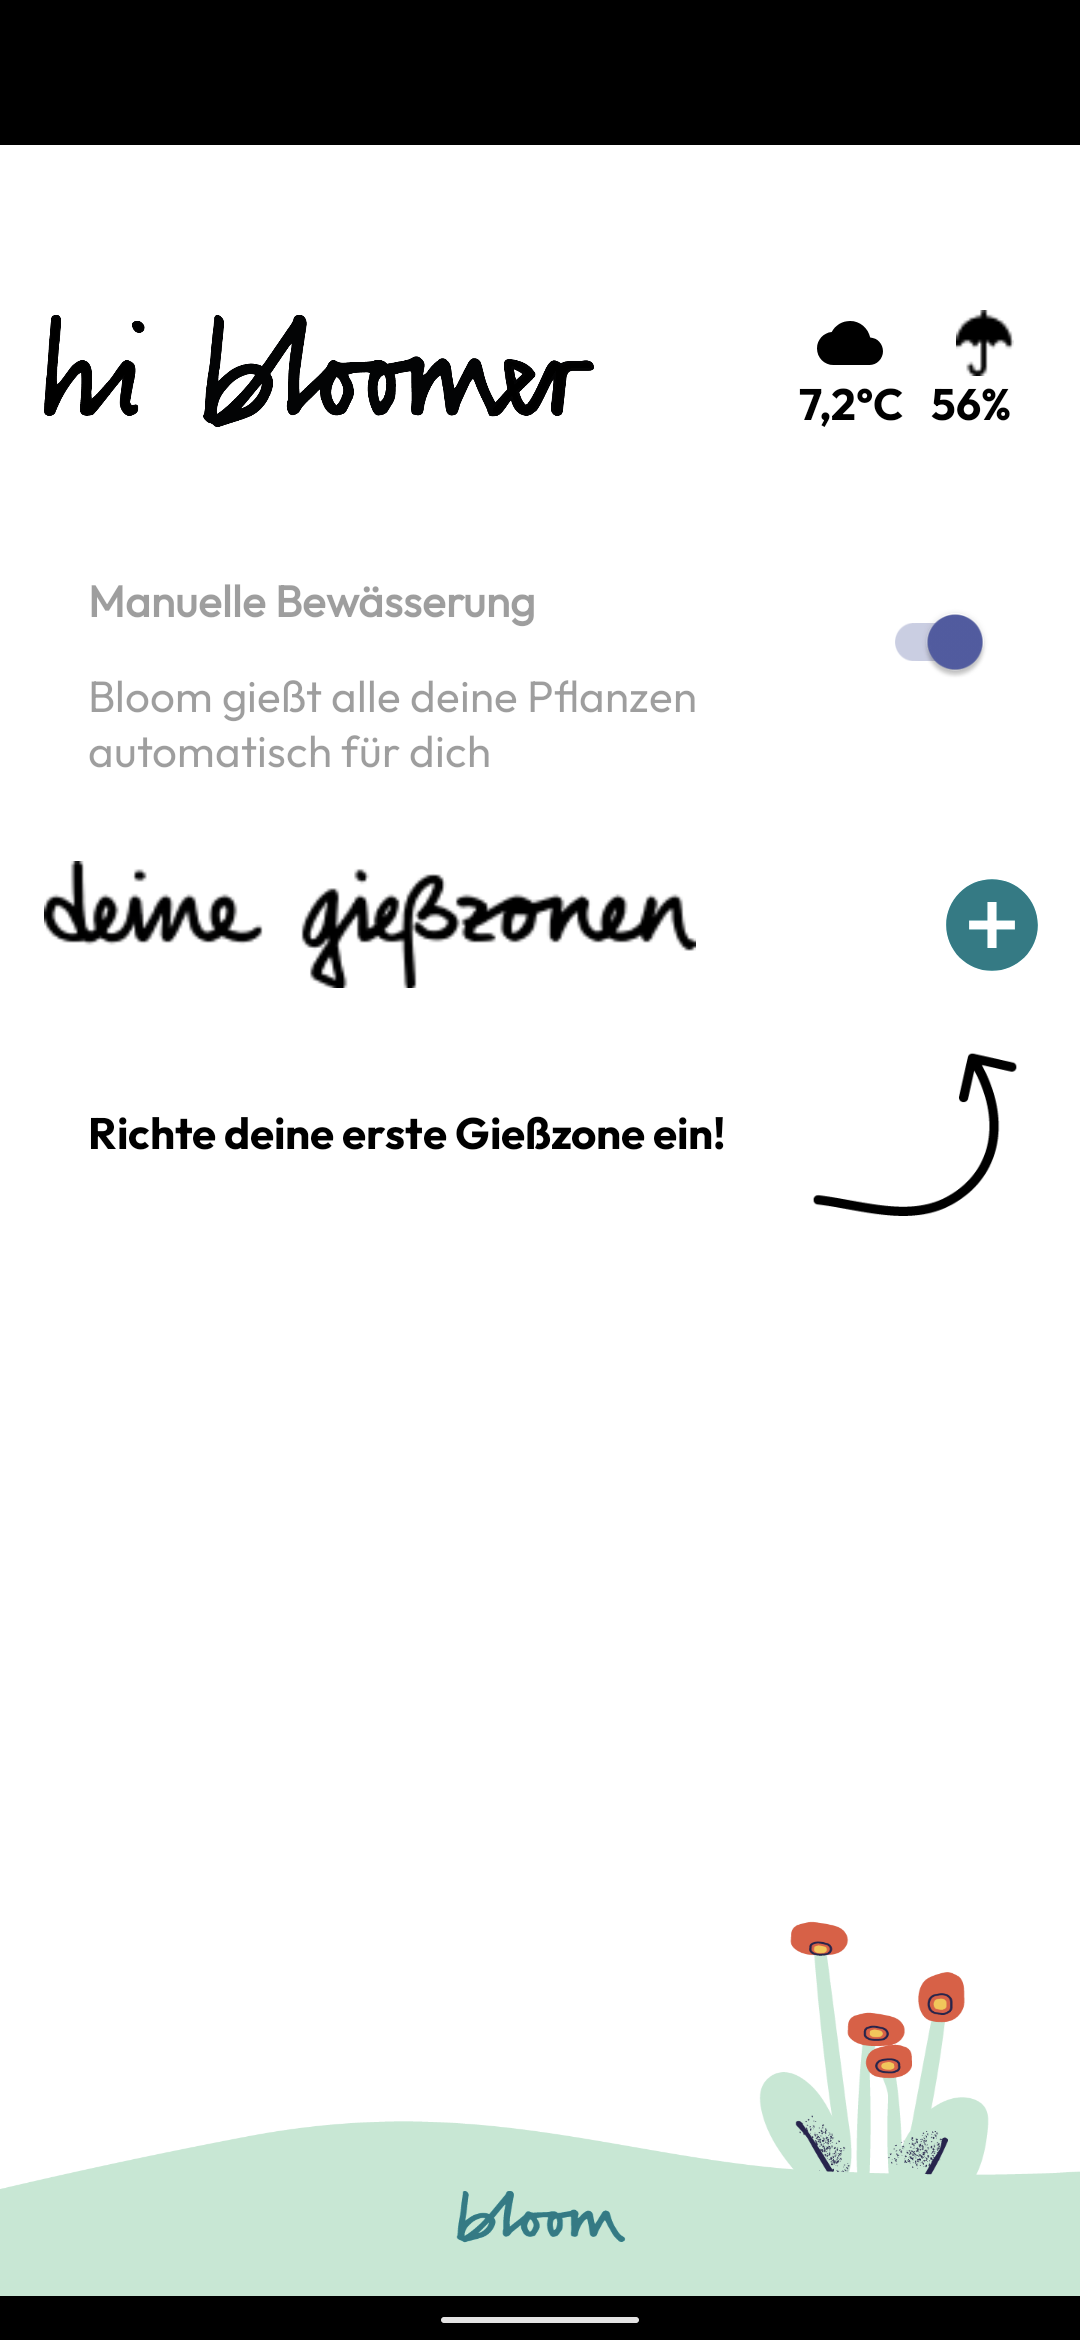 hi bloomer
7,2°C 56%
Manuelle Bewässerung
Bloom gießt alle deine Pflanzen
automatisch für dich
deine gießzonen
Richte deine erste Gießzone ein!
bloom